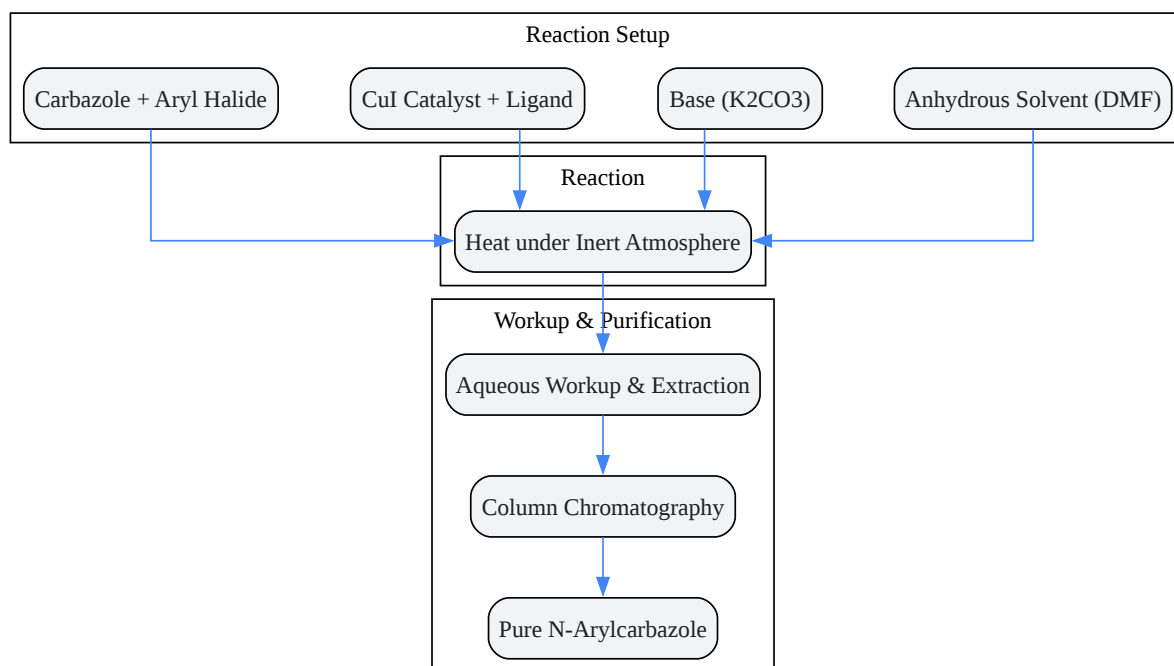 Reaction Setup
Carbazole + Aryl Halide
CuI Catalyst + Ligand
Base (K2CO3)
Anhydrous Solvent (DMF)
Reaction
Heat under Inert Atmosphere
Workup & Purification
Aqueous Workup & Extraction
Column Chromatography
Pure N-Arylcarbazole